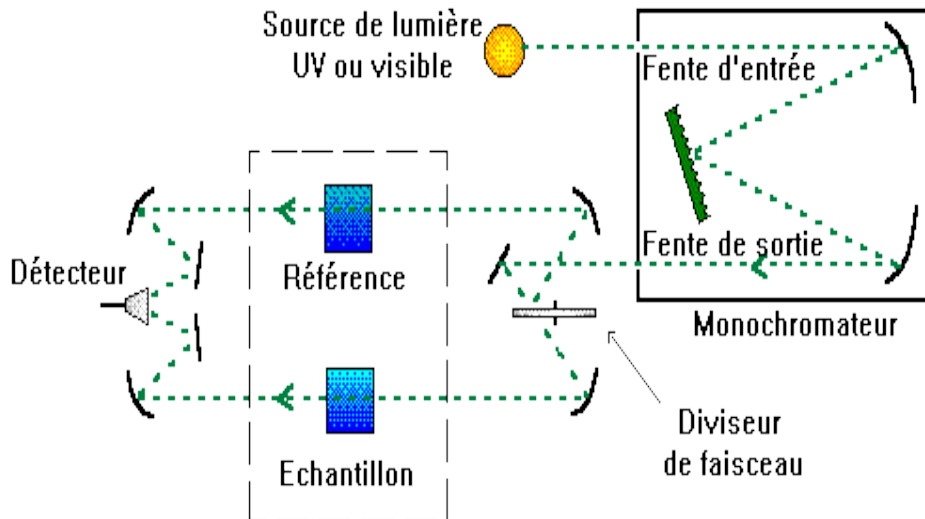 Source de lumière
UV ou visible
Fente d'entrée
Fente de sortie
Monochromateur
Détecteur
Référence
Echantillon
Diviseur
de faisceau